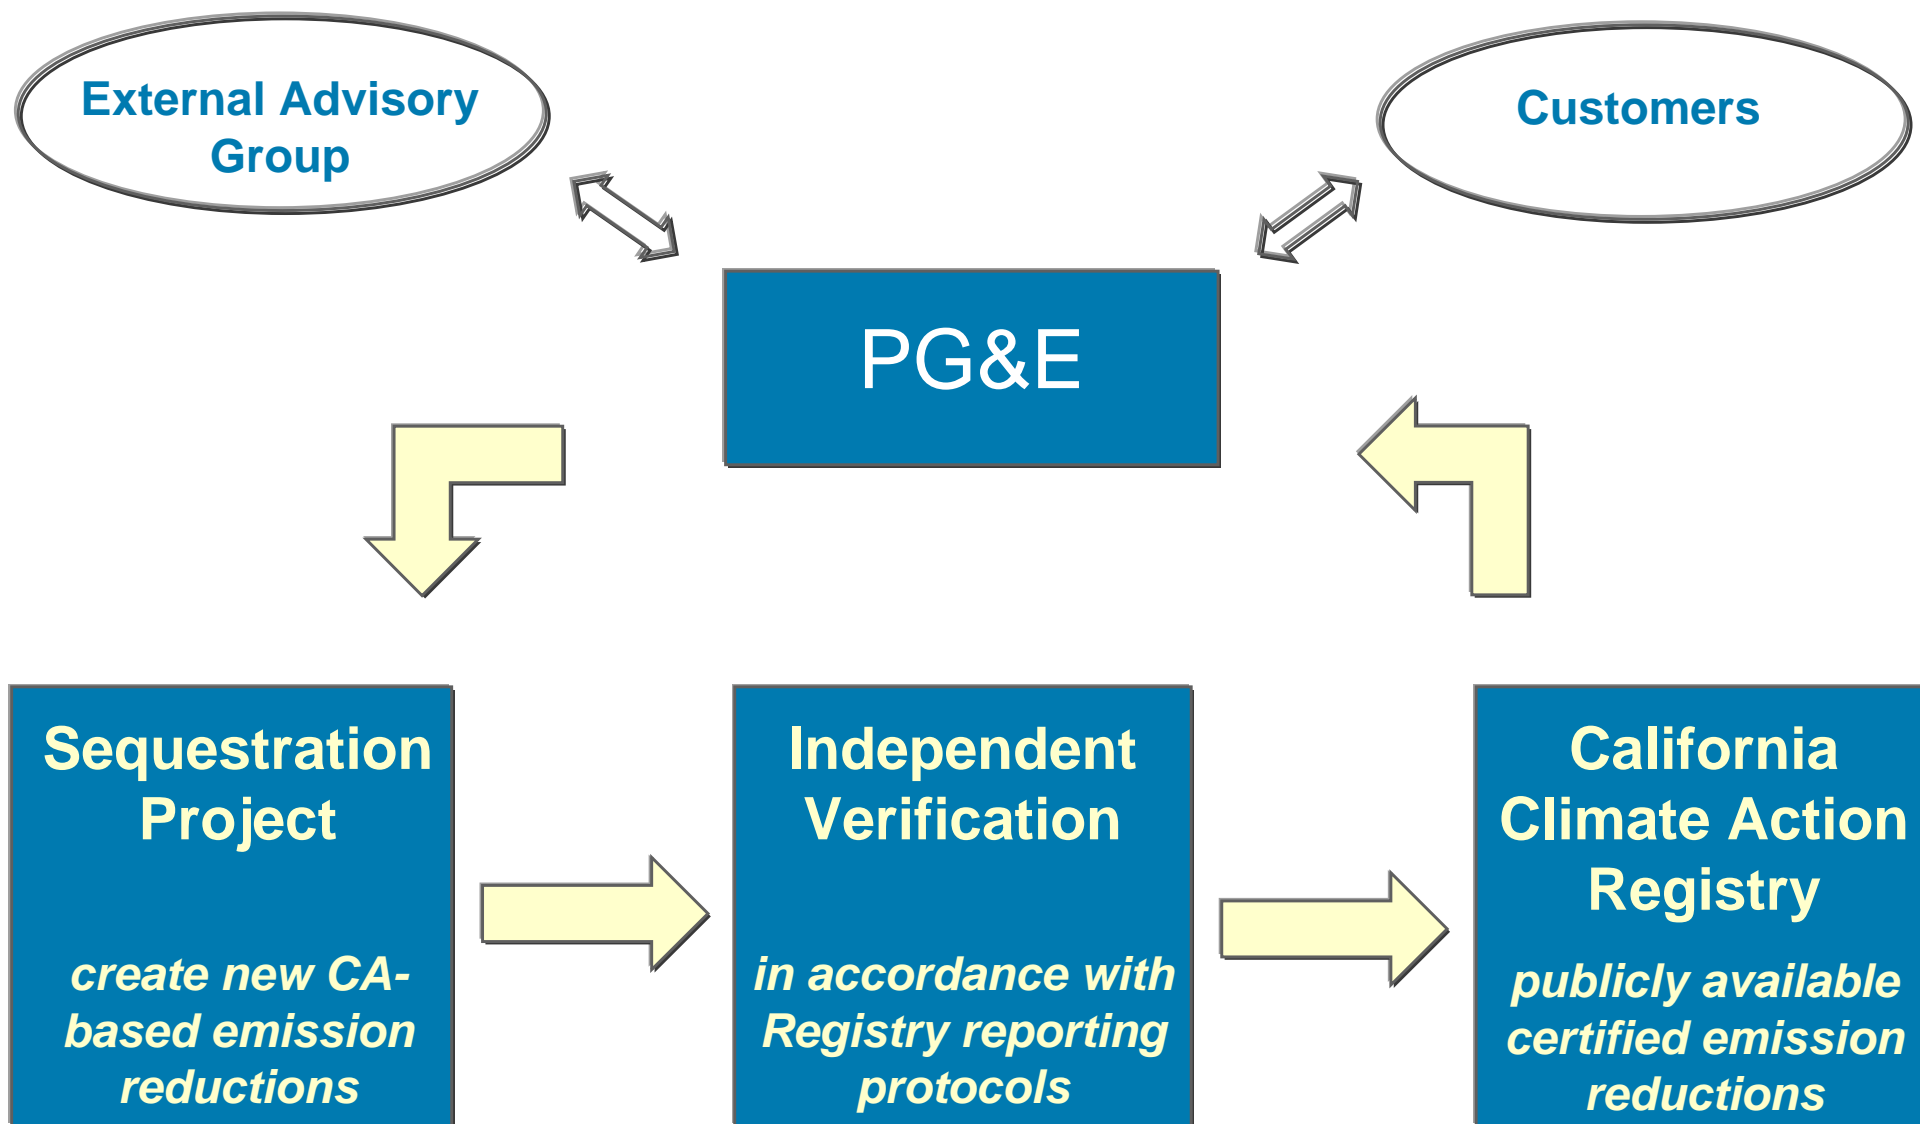 External Advisory
Group
Customers
PG&E
Sequestration
Project
create new CA-
based emission
reductions
Independent
Verification
in accordance with
Registry reporting
protocols
California
Climate Action
Registry
publicly available
certified emission
reductions